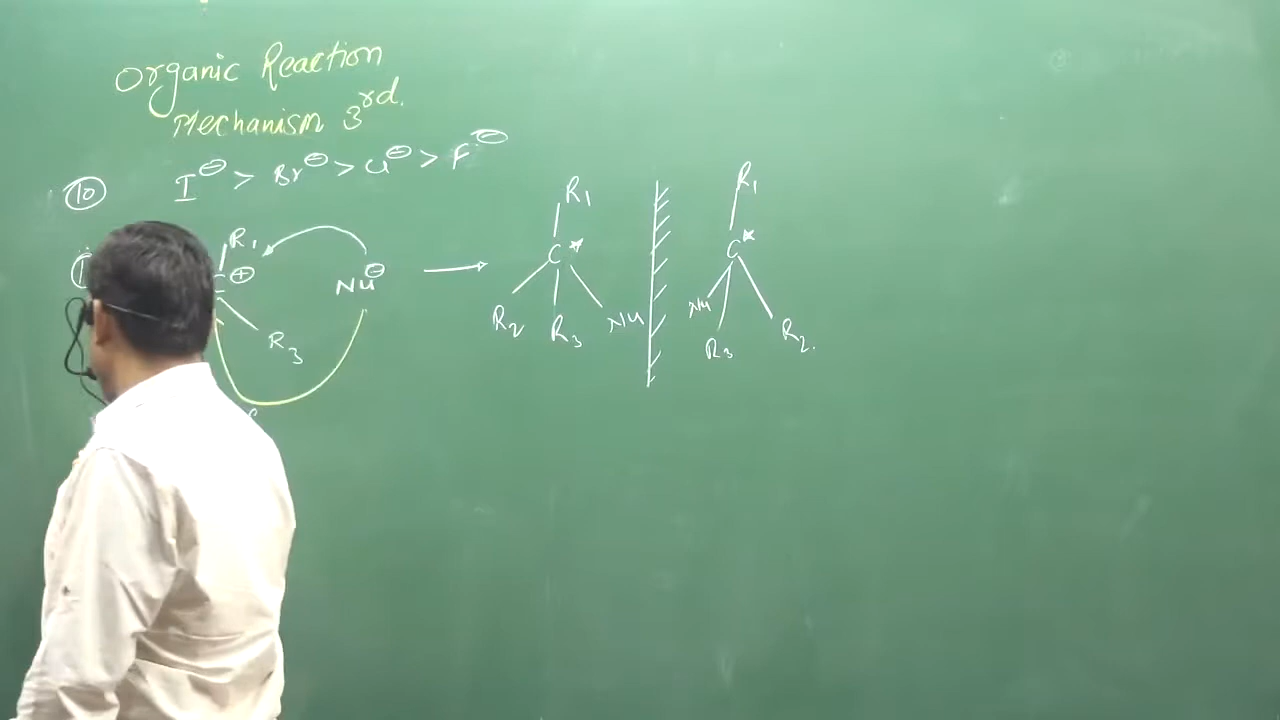 Organic Reaction
Mechanism 3rd.
⑩ I⊖ > Br⊖ > Cl⊖ > F⊖
R1
⊕ Nu⊖ →
R3
R1
C*
R2 R3 Nu
R1
C*
Nu R3 R2.